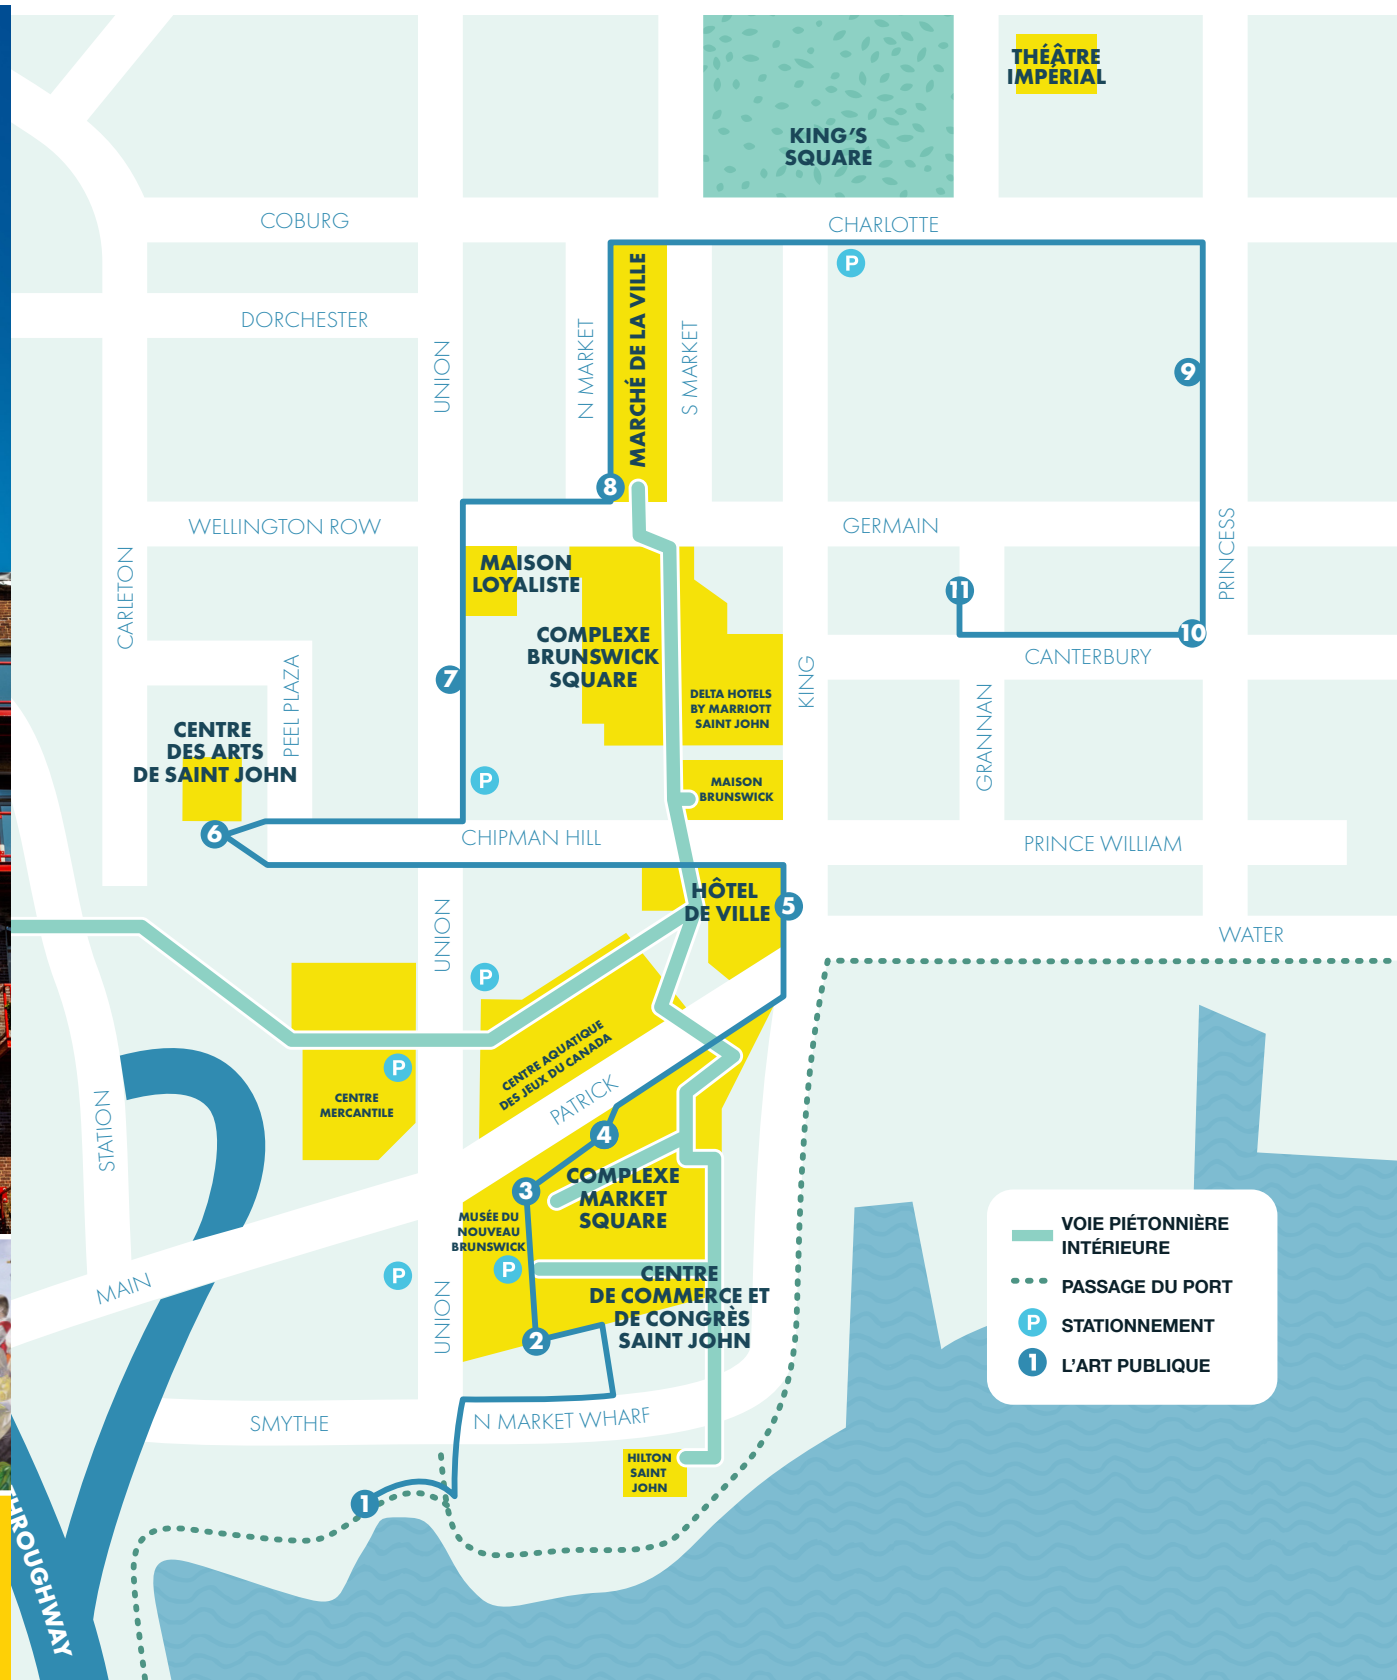 THÉÂTRE
IMPÉRIAL
KING'S
SQUARE
COBURG
CHARLOTTE
P
DORCHESTER
UNION
N MARKET
MARCHÉ DE LA VILLE
S MARKET
9
8
WELLINGTON ROW
GERMAIN
PRINCESS
CARLETON
MAISON
LOYALISTE
11
10
COMPLEXE
BRUNSWICK
SQUARE
CANTERBURY
7
PEEL PLAZA
KING
GRANNAN
DELTA HOTELS
BY MARRIOTT
SAINT JOHN
CENTRE
DES ARTS
DE SAINT JOHN
P
MAISON
BRUNSWICK
6
CHIPMAN HILL
PRINCE WILLIAM
HÔTEL
DE VILLE
5
UNION
WATER
P
CENTRE AQUATIQUE
DES JEUX DU CANADA
P
CENTRE
MERCANTILE
PATRICK
STATION
4
3
COMPLEXE
MARKET
SQUARE
MUSÉE DU
NOUVEAU
BRUNSWICK
P
P
MAIN
UNION
CENTRE
DE COMMERCE ET
DE CONGRÈS
SAINT JOHN
2
VOIE PIÉTONNIÈRE
INTÉRIEURE
PASSAGE DU PORT
P STATIONNEMENT
1 L'ART PUBLIQUE
SMYTHE
N MARKET WHARF
HILTON
SAINT
JOHN
1
HROUGHWAY